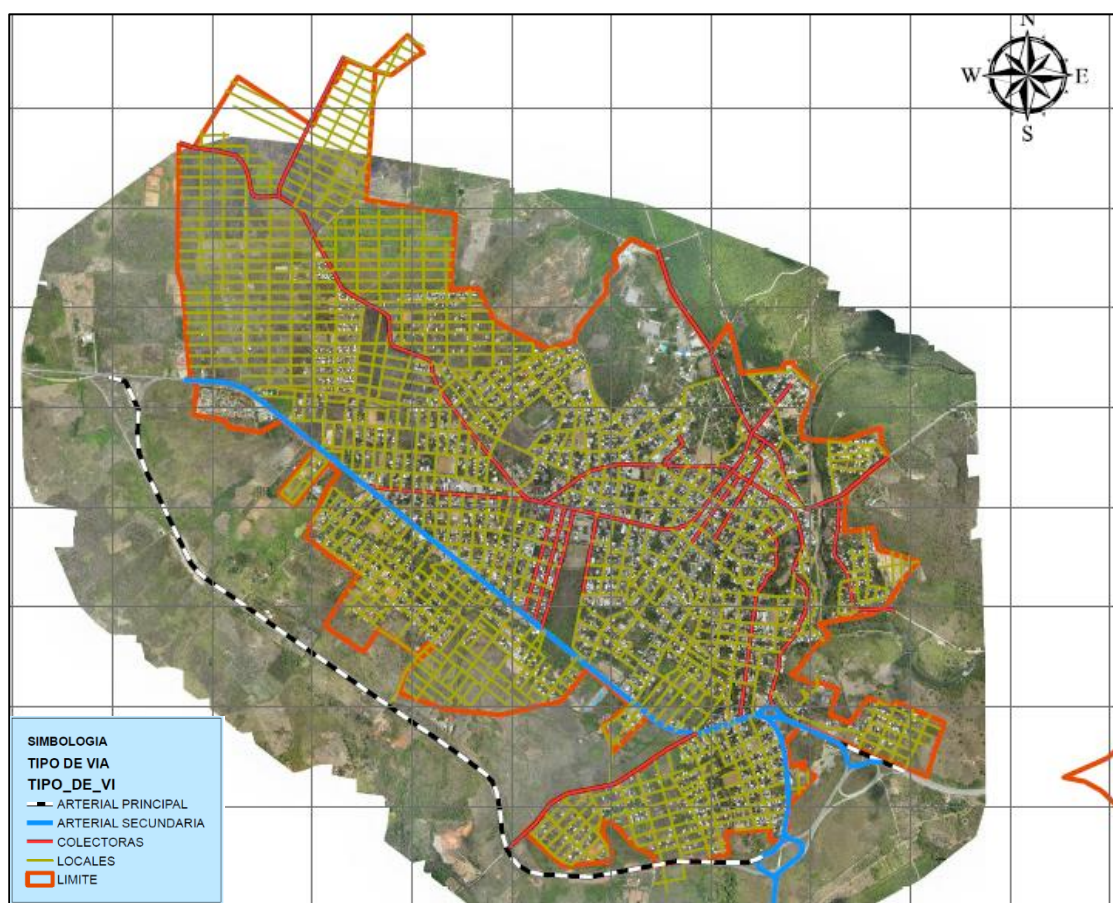 N
W E
S
SIMBOLOGIA
TIPO DE VIA
TIPO_DE_VI
ARTERIAL PRINCIPAL
ARTERIAL SECUNDARIA
COLECTORAS
LOCALES
LIMITE